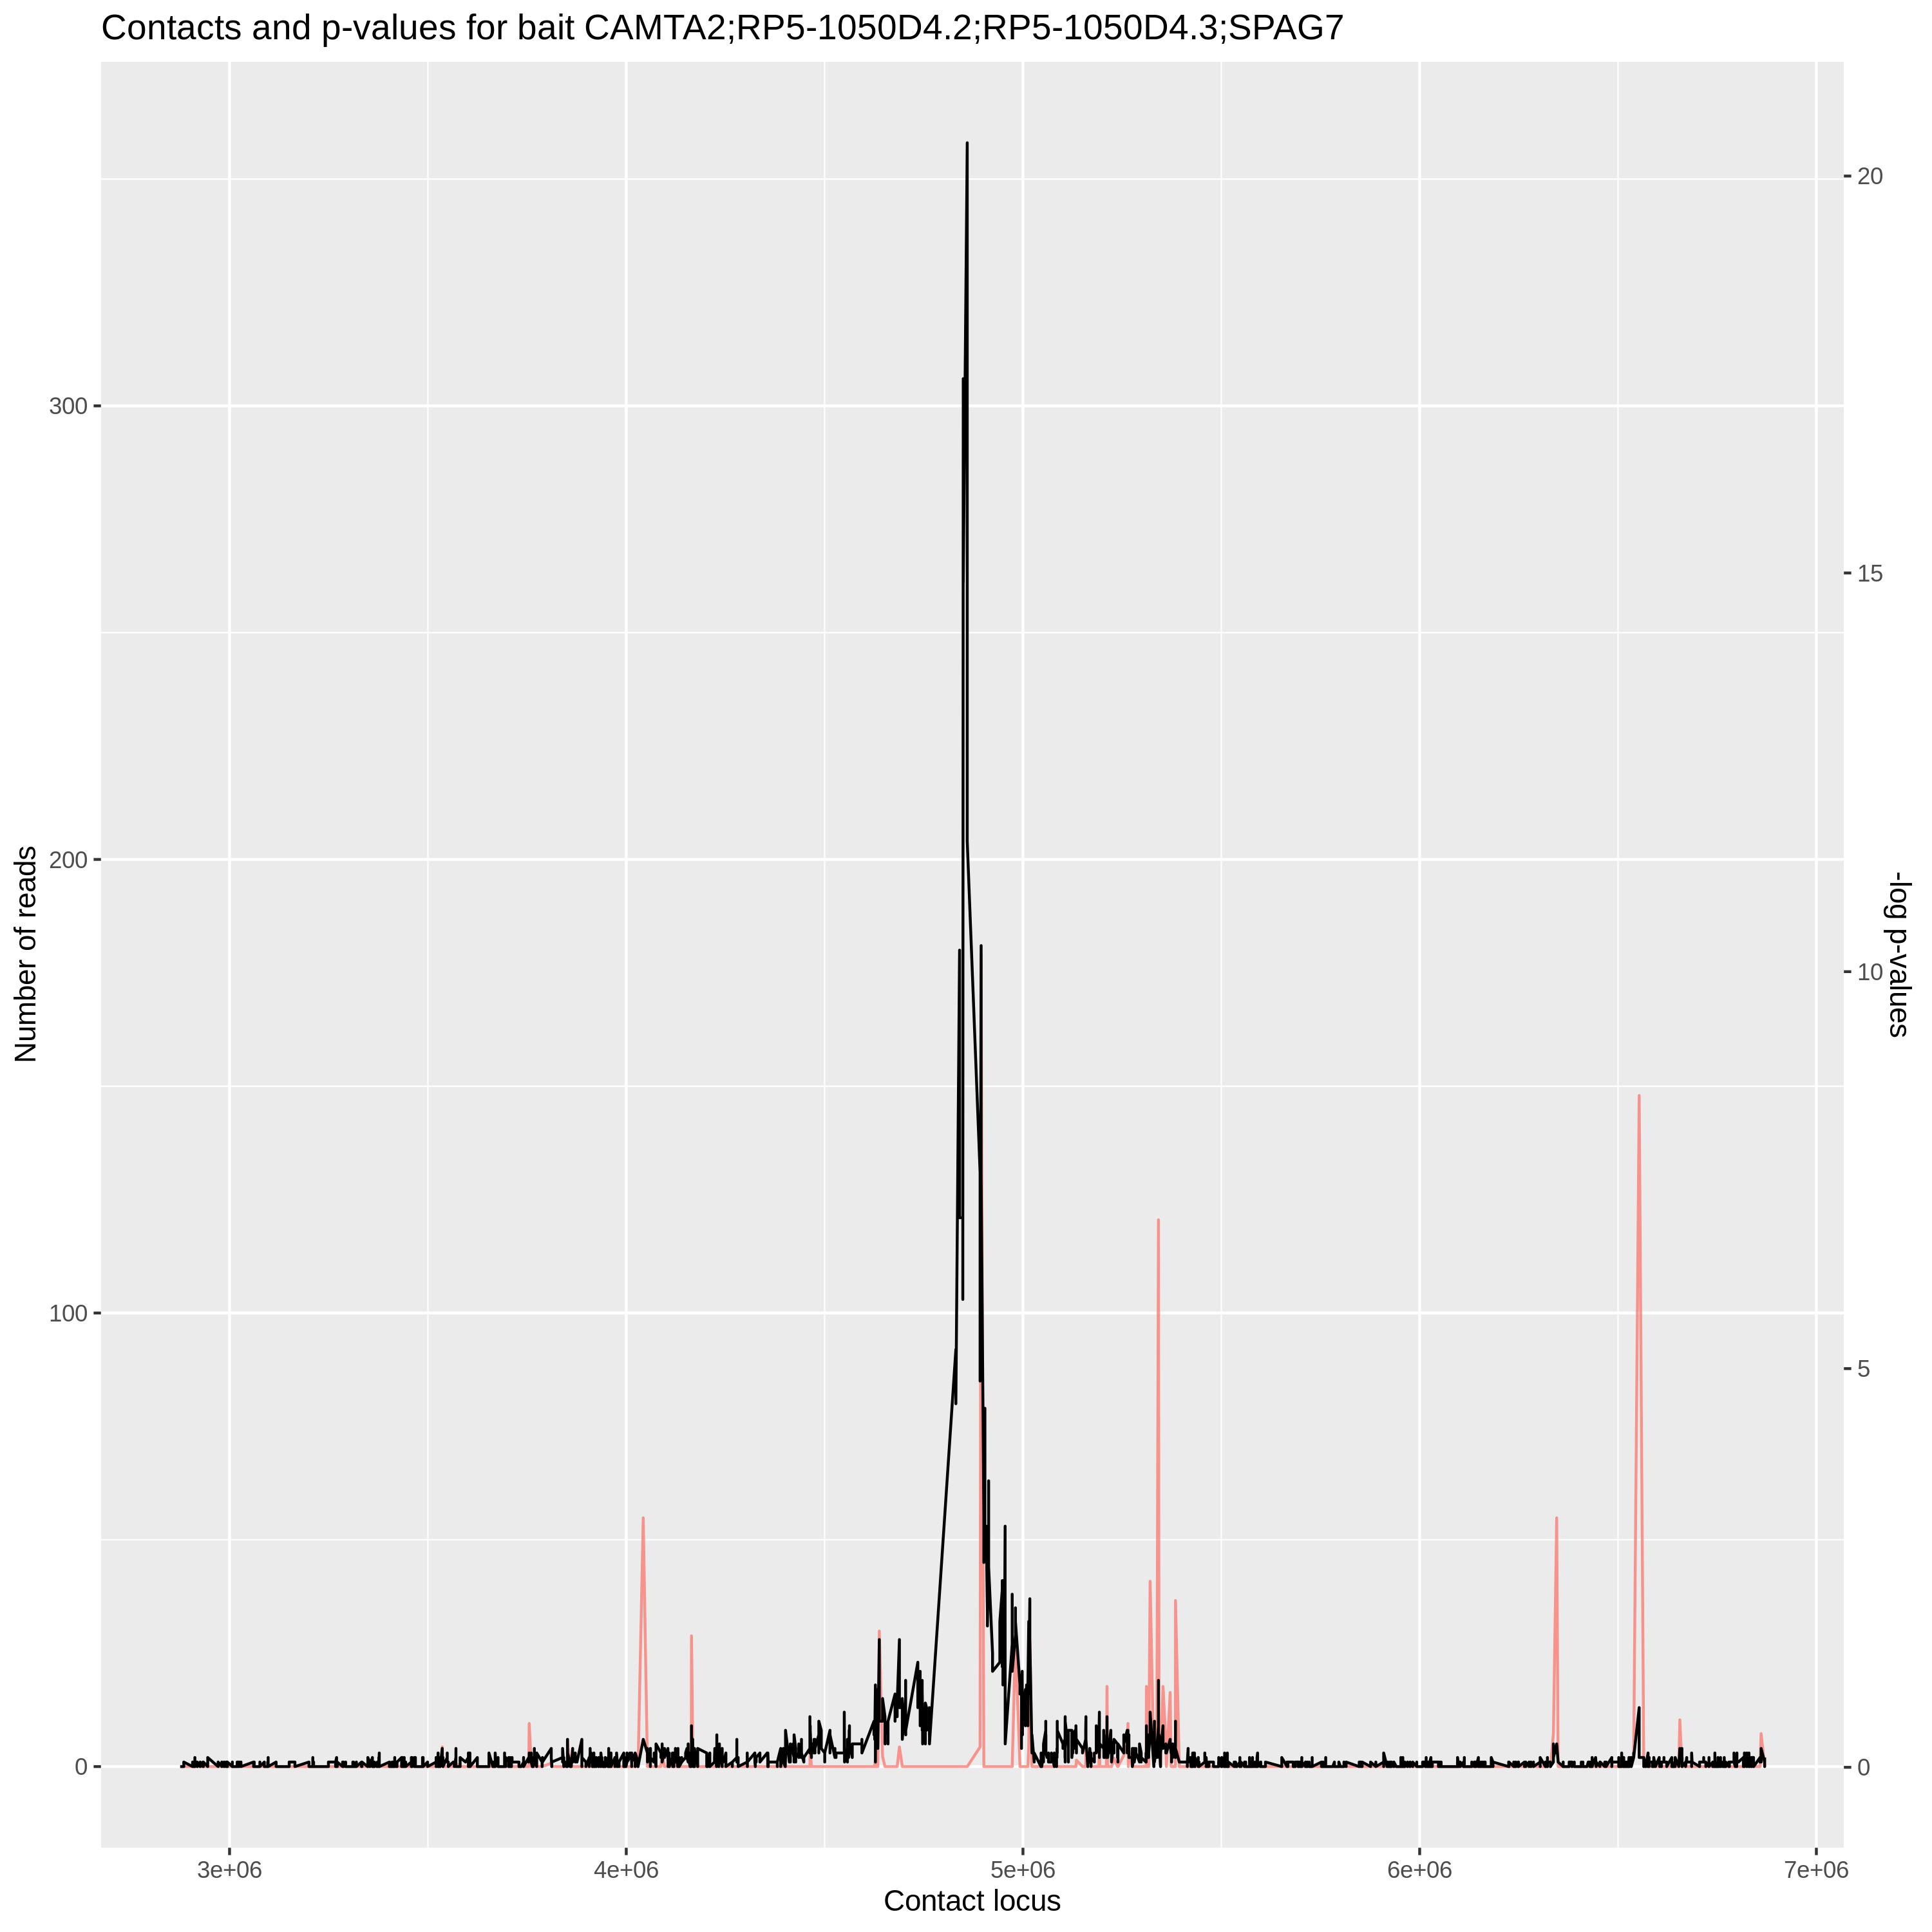 Contacts and p-values for bait CAMTA2;RP5-1050D4.2;RP5-1050D4.3;SPAG7
Number of reads
300
200
100
0
20
15
10
5
0
-log p-values
3e+06
4e+06
5e+06
6e+06
7e+06
Contact locus